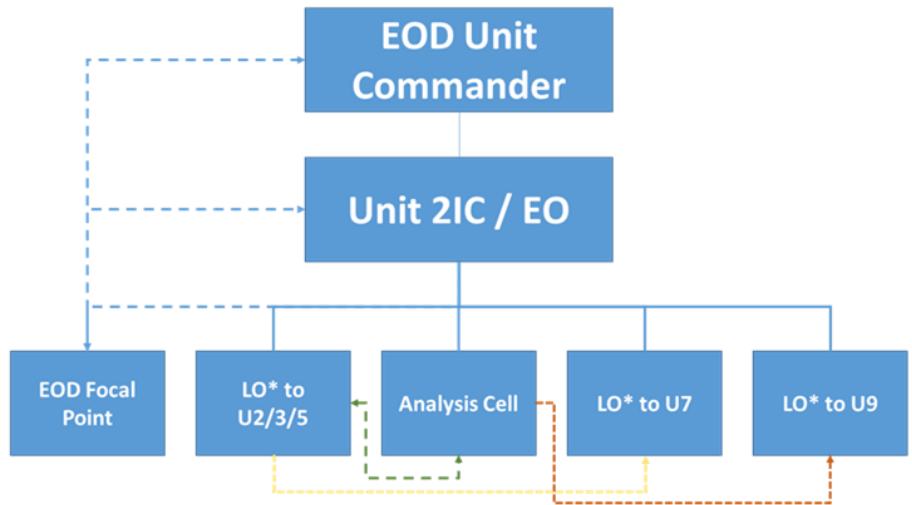 EOD Unit
Commander
Unit 2IC / EO
EOD Focal
Point
LO* to
U2/3/5
Analysis Cell
LO* to U7
LO* to U9